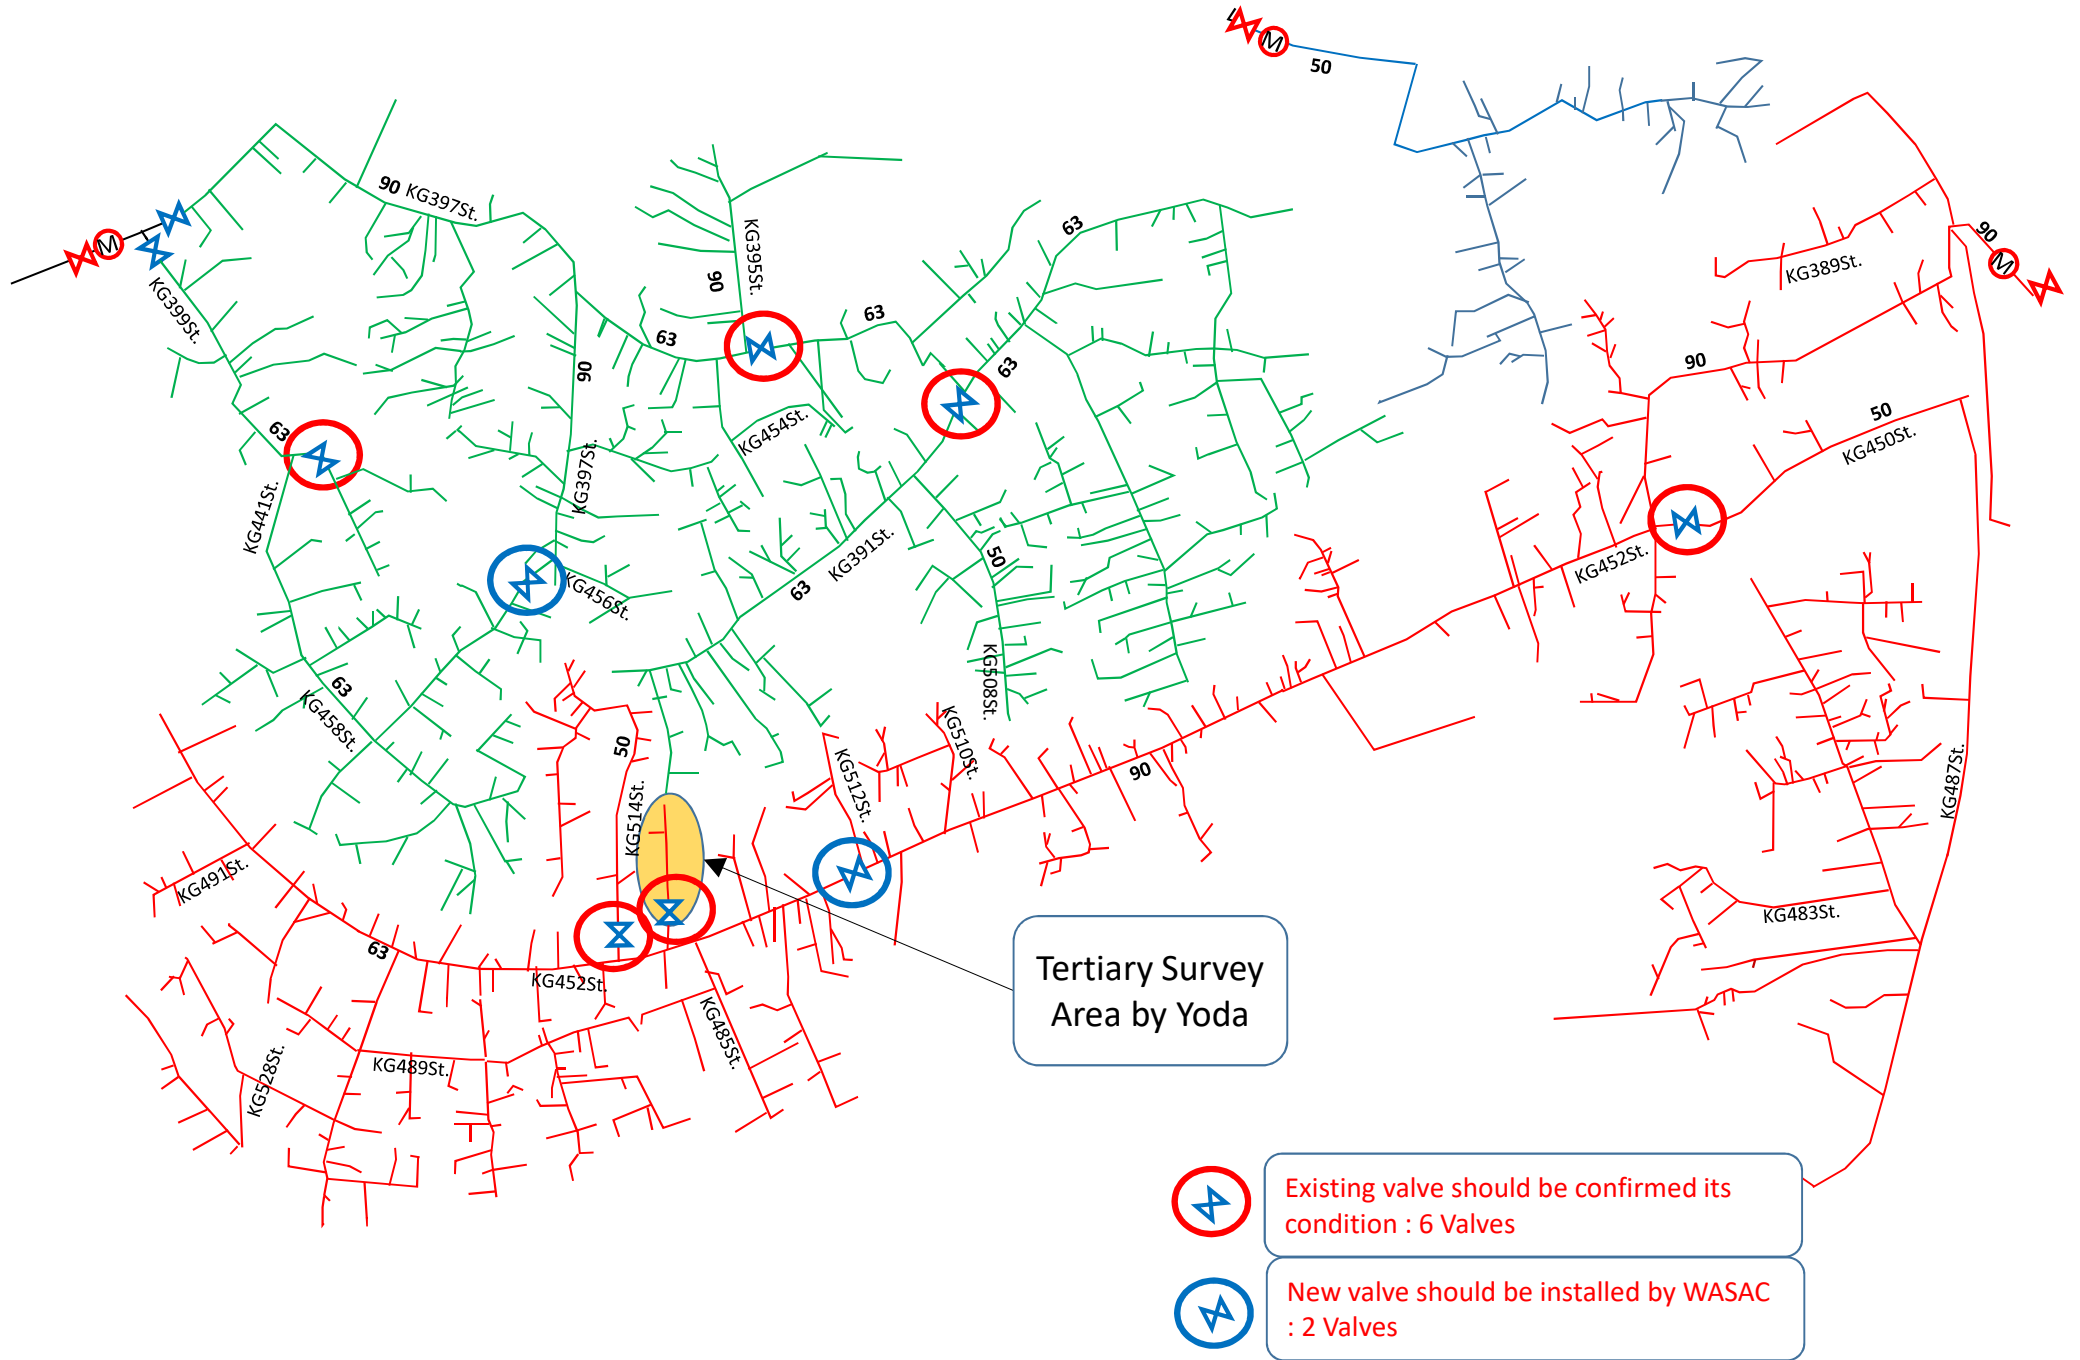 M
50
90
KG397St.
63
M
KG395St.
90
KG399St.
90
M
KG389St.
63
63
63
90
90
50
KG450St.
KG454St.
63
KG397St.
KG441St.
KG391St.
50
KG456St.
63
KG452St.
KG508St.
63
KG458St.
50
KG510St.
KG512St.
90
KG514St.
KG487St.
KG491St.
KG483St.
63
KG452St.
KG485St.
KG489St.
KG528St.
Tertiary Survey
Area by Yoda
Existing valve should be confirmed its
condition : 6 Valves
New valve should be installed by WASAC
: 2 Valves